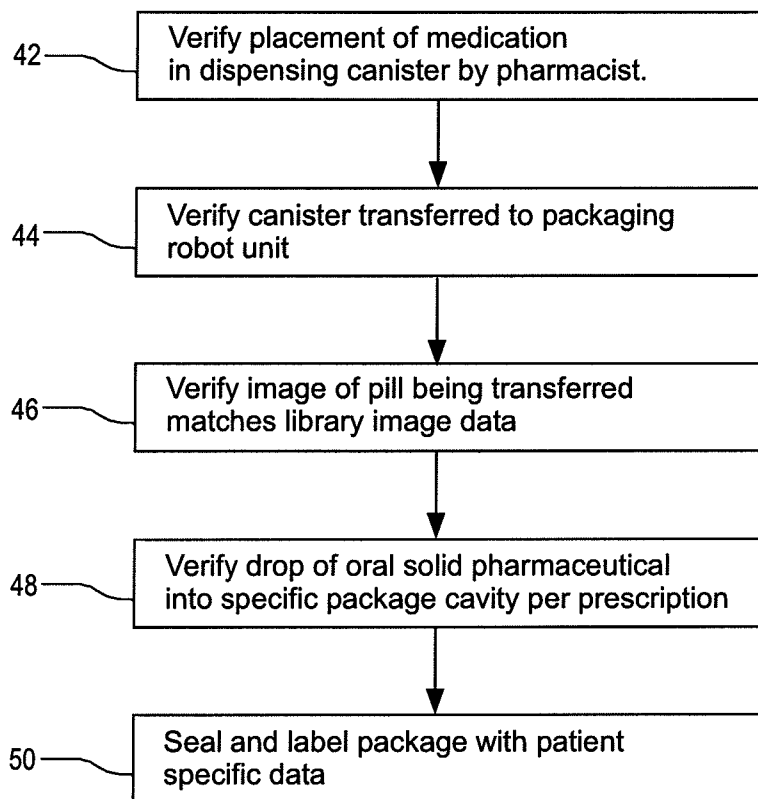 42
Verify placement of medication
in dispensing canister by pharmacist.
44
Verify canister transferred to packaging
robot unit
46
Verify image of pill being transferred
matches library image data
48
Verify drop of oral solid pharmaceutical
into specific package cavity per prescription
50
Seal and label package with patient
specific data